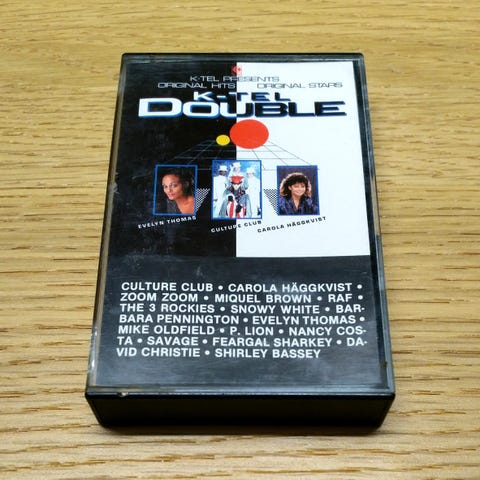 K-TEL PRESENTS
ORIGINAL HITS ORIGINAL STARS
K-TEL
DOUBLE
EVELYN THOMAS
CULTURE CLUB
CAROLA HÄGGKVIST
CULTURE CLUB • CAROLA HÄGGKVIST •
ZOOM ZOOM • MIQUEL BROWN • RAF •
THE 3 ROCKIES • SNOWY WHITE • BAR-
BARA PENNINGTON • EVELYN THOMAS •
MIKE OLDFIELD • P. LION • NANCY COS-
TA • SAVAGE • FEARGAL SHARKEY • DA-
VID CHRISTIE • SHIRLEY BASSEY